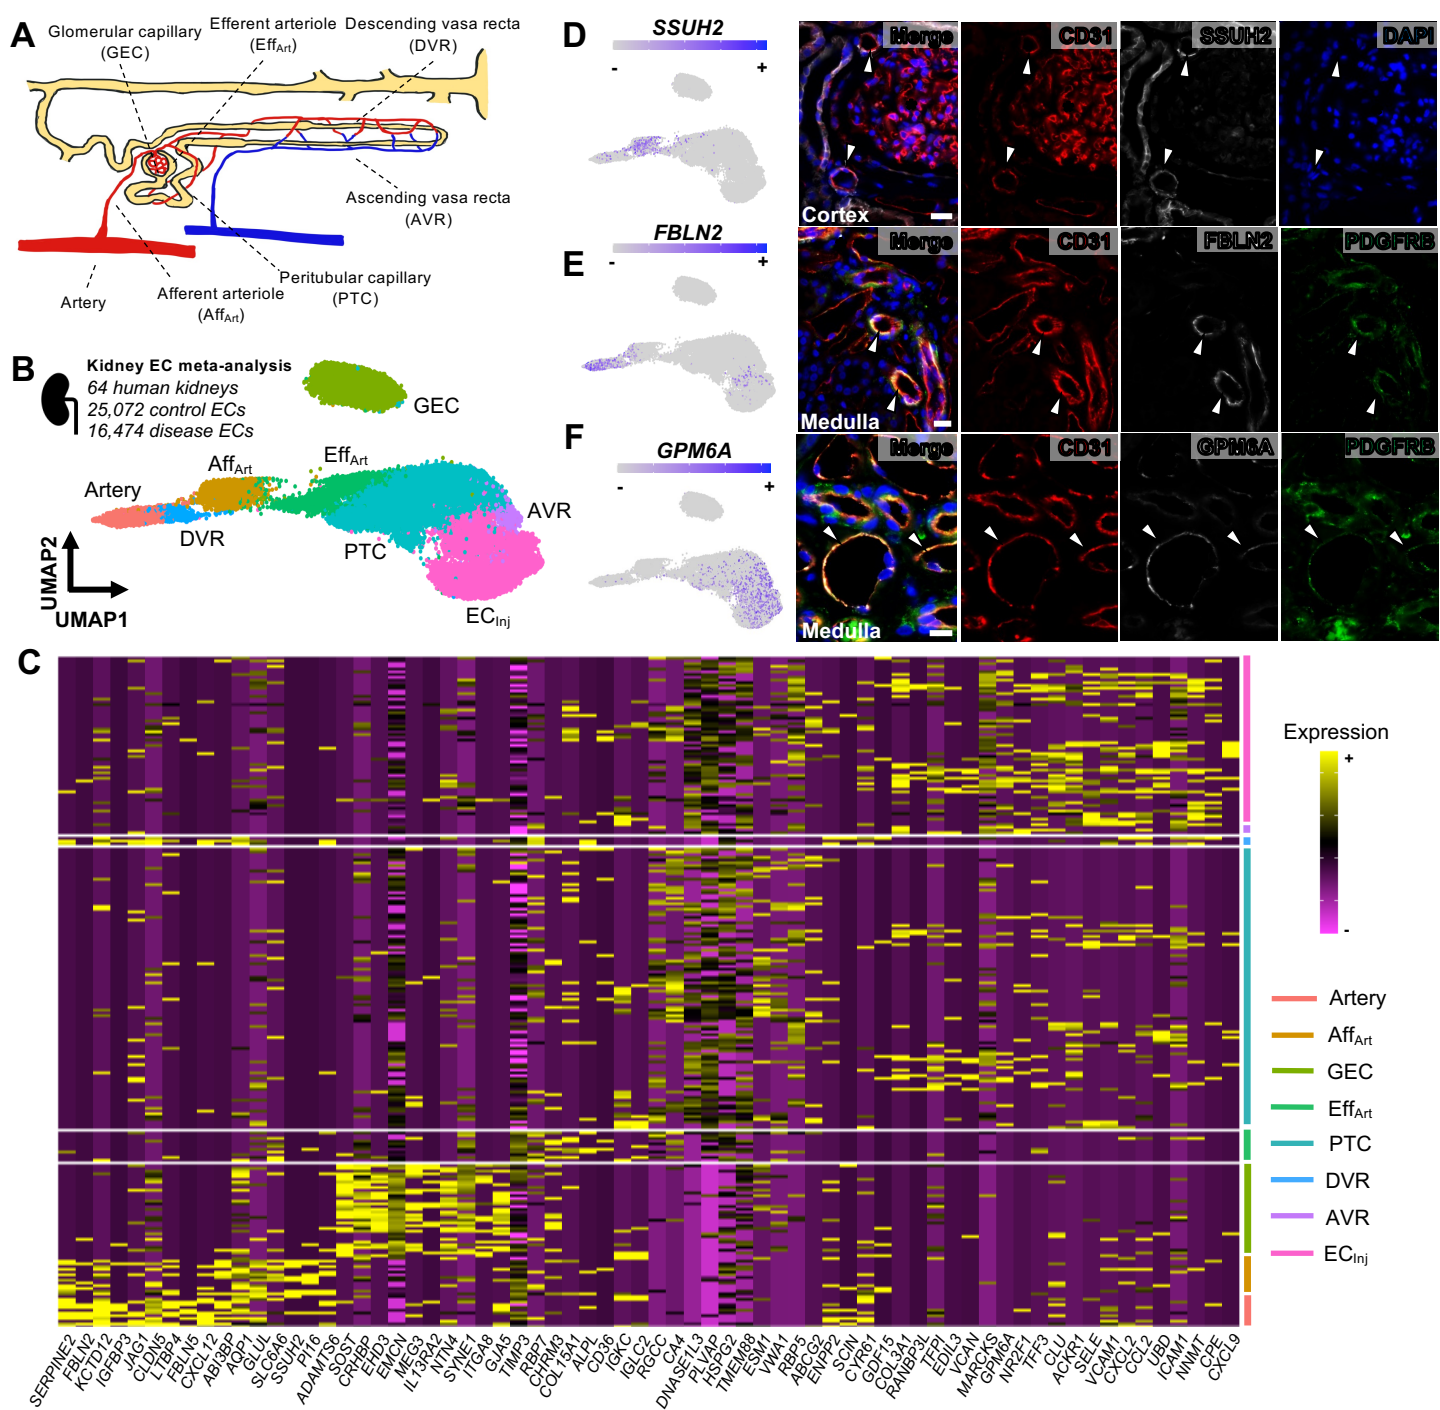 A
Glomerular capillary
(GEC)
Efferent arteriole
(EffArt)
Descending vasa recta
(DVR)
Ascending vasa recta
(AVR)
Peritubular capillary
(PTC)
Afferent arteriole
(AffArt)
Artery
B
Kidney EC meta-analysis
64 human kidneys
25,072 control ECs
16,474 disease ECs
GEC
AffArt
EffArt
Artery
DVR
PTC
AVR
ECInj
UMAP2
UMAP1
D
SSUH2
- +
Merge
CD31
SSUH2
DAPI
Cortex
E
FBLN2
- +
Merge
CD31
FBLN2
PDGFRB
Medulla
F
GPM6A
- +
Merge
CD31
GPM6A
PDGFRB
Medulla
C
SERPINE2
FBLN2
KCTD12
IGFBP3
JAG1
CLDN5
LTBP4
FBLN5
CXCL12
ABI3BP
AQP1
GLUL
SLC6A6
SSUH2
PI16
ADAMTS6
SOST
CRHBP
EHD3
EMCN
MEG3
IL13RA2
NTN4
SYNE1
ITGA8
GJA5
TIMP3
RBP7
CHRM3
COL15A1
ALPL
CD36
IGKC
IGLC2
RGCC
CA4
DNASE1L3
PLVAP
HSPG2
TMEM88
ESM1
VWA1
RBP5
ABCG2
ENPP2
SCIN
CYR61
GDF15
COL3A1
RANBP3L
TFPI
EDIL3
VCAN
MARCKS
GPM6A
NR2F1
TFF3
CLU
ACKR1
SELE
VCAM1
CXCL2
CCL2
UBD
ICAM1
NNMT
CPE
CXCL9
Expression
+
-
Artery
AffArt
GEC
EffArt
PTC
DVR
AVR
ECInj